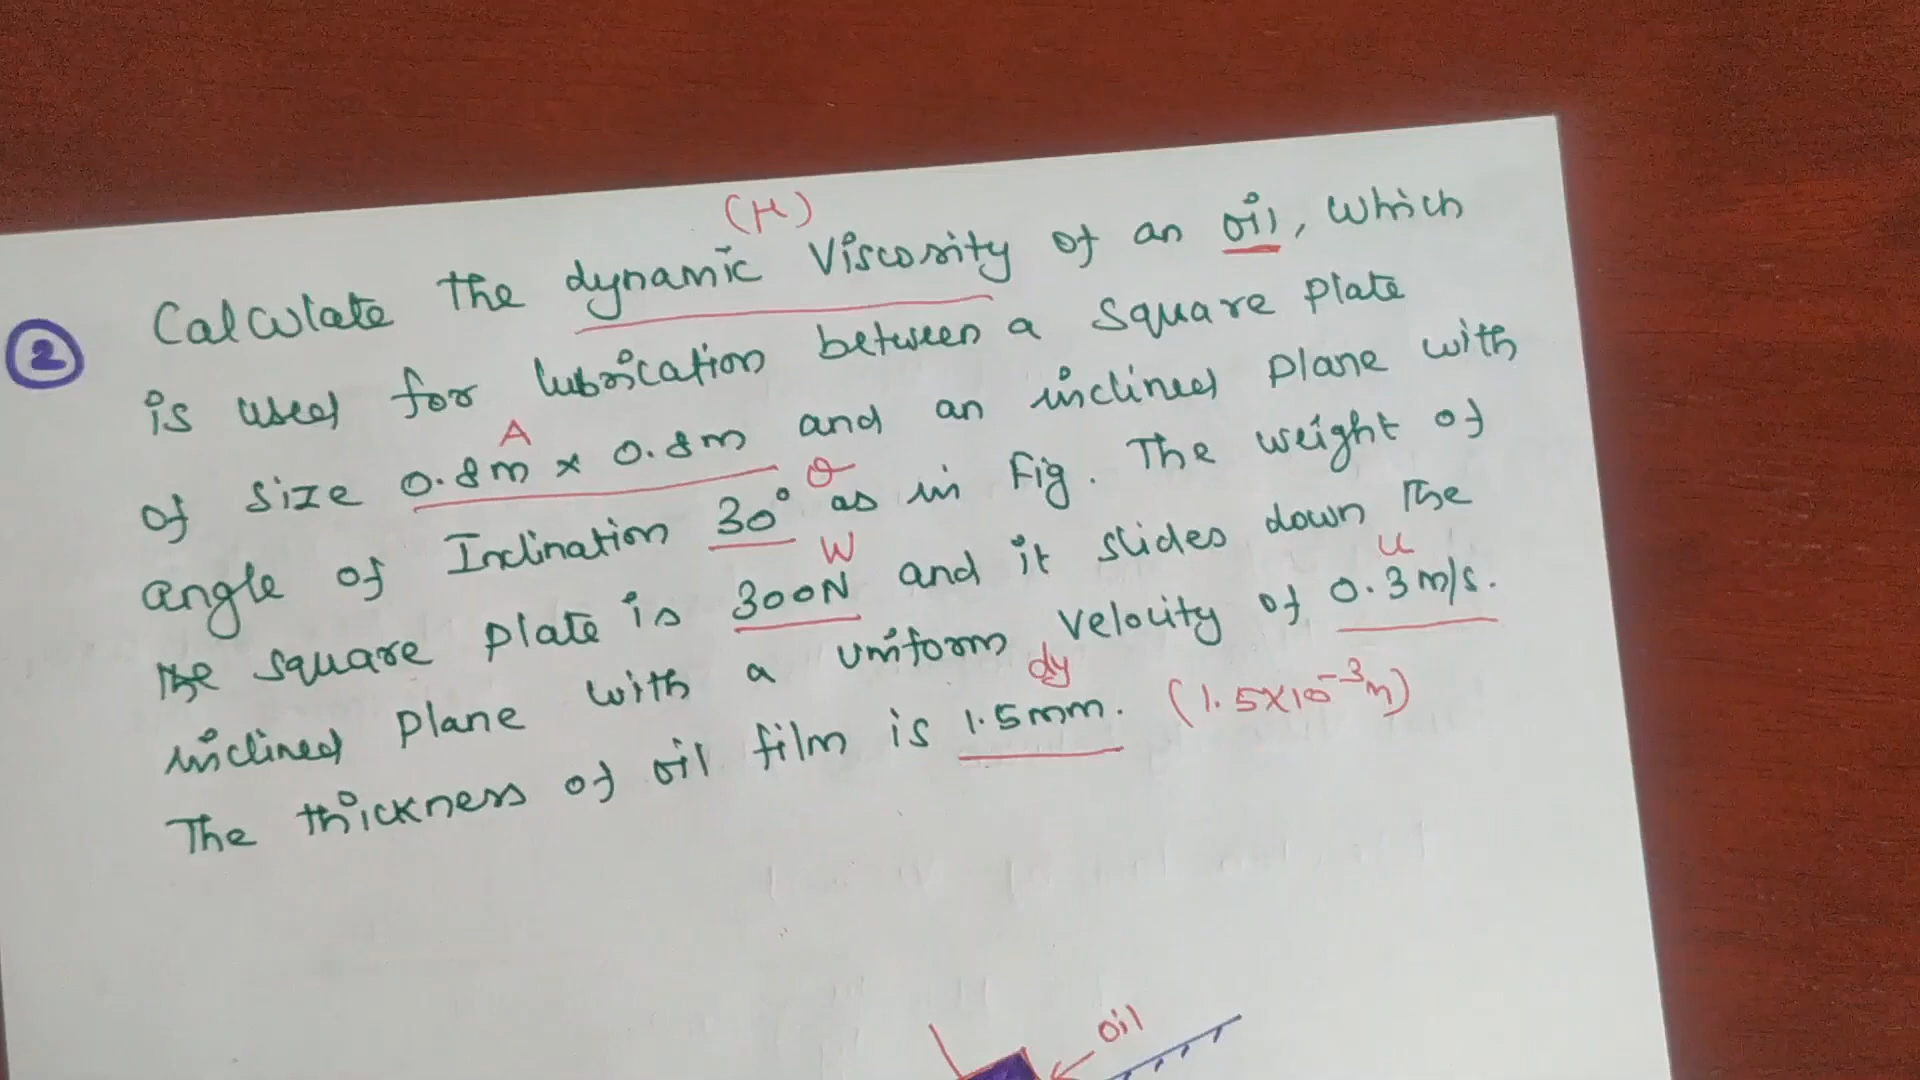 (μ)
Calculate the dynamic Viscosity of an oil, which
2 is used for lubrication between a square plate
A
of size 0.8m x 0.8m and an inclined plane with
θ
angle of Inclination 30° as in Fig. The weight of
W
the square plate is 300N and it slides down the
u
inclined plane with a uniform velocity of 0.3 m/s.
dy
The thickness of oil film is 1.5mm. (1.5x10⁻³m)
oil